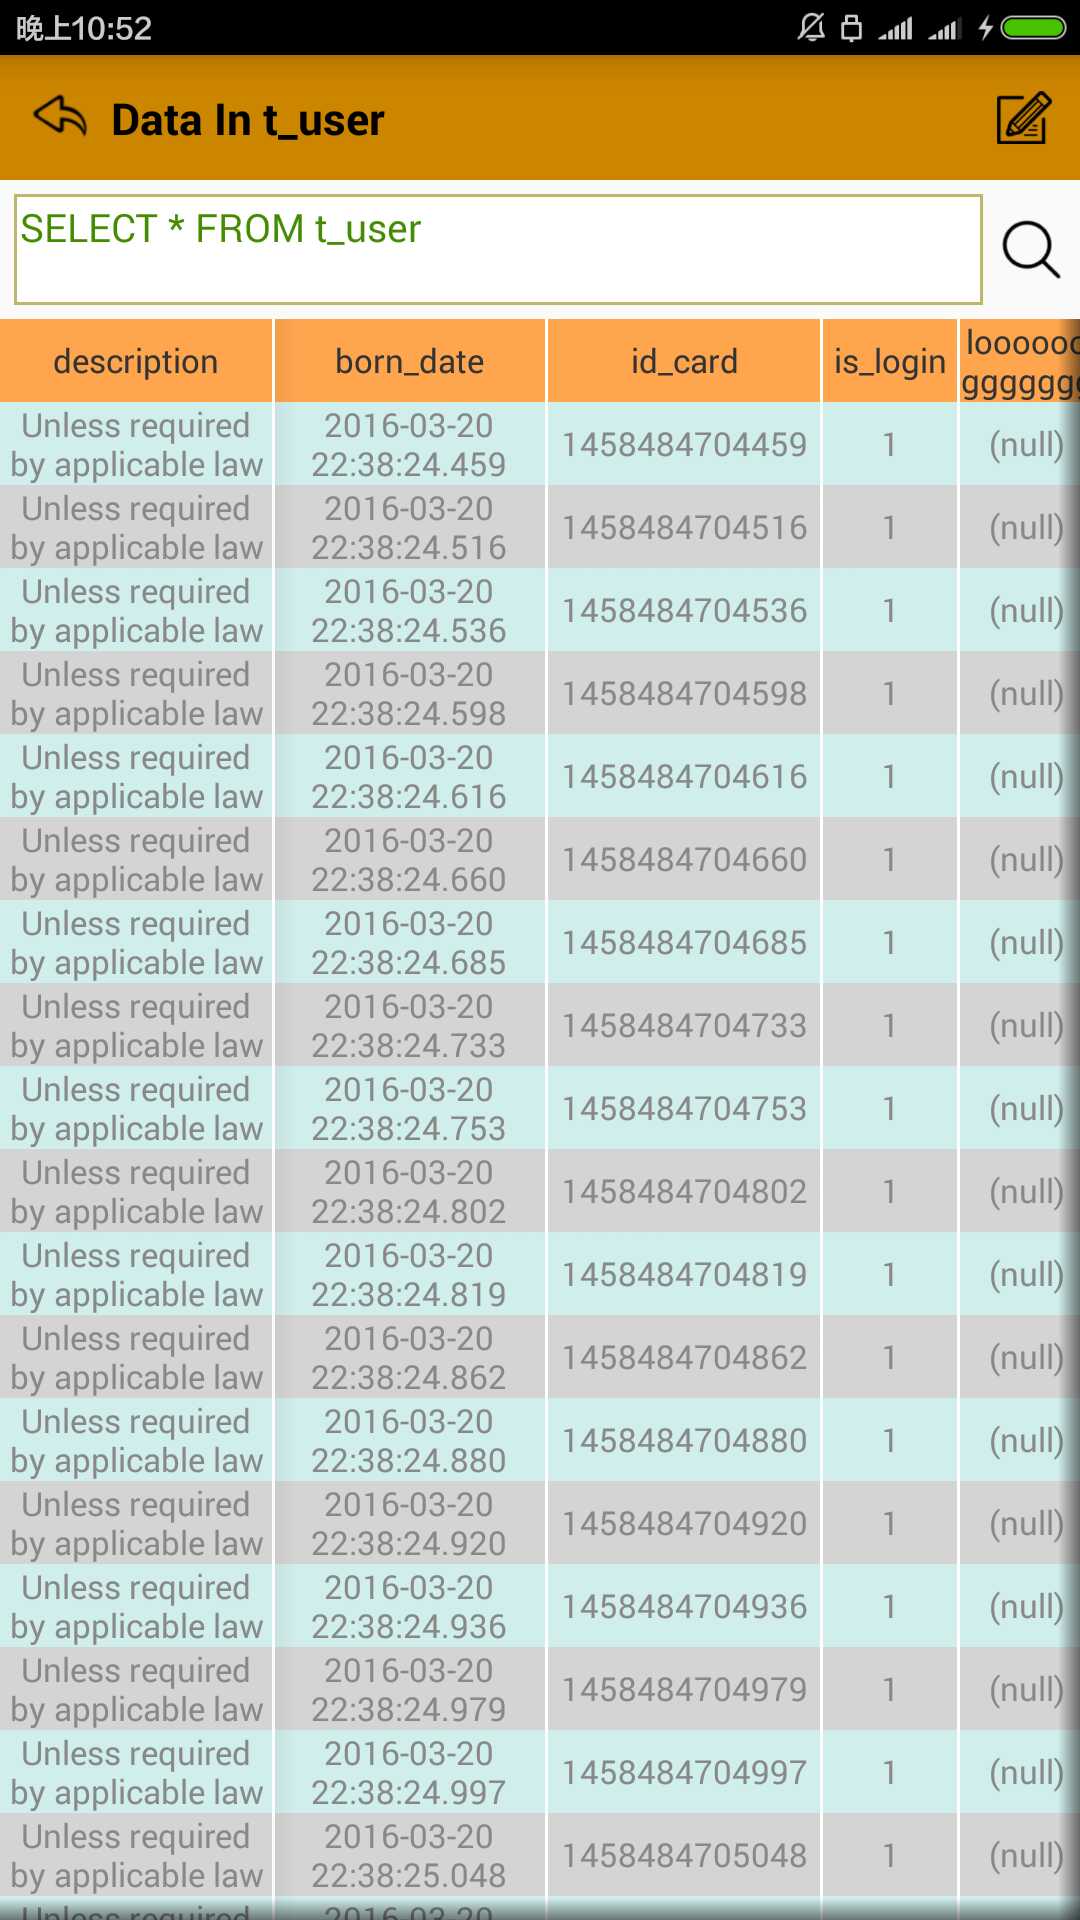 晚上10:52
Data In t_user
SELECT * FROM t_user
description born_date id_card is_login
Unless required by applicable law 2016-03-20 22:38:24.459 1458484704459 1 (null)
Unless required by applicable law 2016-03-20 22:38:24.516 1458484704516 1 (null)
Unless required by applicable law 2016-03-20 22:38:24.536 1458484704536 1 (null)
Unless required by applicable law 2016-03-20 22:38:24.598 1458484704598 1 (null)
Unless required by applicable law 2016-03-20 22:38:24.616 1458484704616 1 (null)
Unless required by applicable law 2016-03-20 22:38:24.660 1458484704660 1 (null)
Unless required by applicable law 2016-03-20 22:38:24.685 1458484704685 1 (null)
Unless required by applicable law 2016-03-20 22:38:24.733 1458484704733 1 (null)
Unless required by applicable law 2016-03-20 22:38:24.753 1458484704753 1 (null)
Unless required by applicable law 2016-03-20 22:38:24.802 1458484704802 1 (null)
Unless required by applicable law 2016-03-20 22:38:24.819 1458484704819 1 (null)
Unless required by applicable law 2016-03-20 22:38:24.862 1458484704862 1 (null)
Unless required by applicable law 2016-03-20 22:38:24.880 1458484704880 1 (null)
Unless required by applicable law 2016-03-20 22:38:24.920 1458484704920 1 (null)
Unless required by applicable law 2016-03-20 22:38:24.936 1458484704936 1 (null)
Unless required by applicable law 2016-03-20 22:38:24.979 1458484704979 1 (null)
Unless required by applicable law 2016-03-20 22:38:24.997 1458484704997 1 (null)
Unless required by applicable law 2016-03-20 22:38:25.048 1458484705048 1 (null)